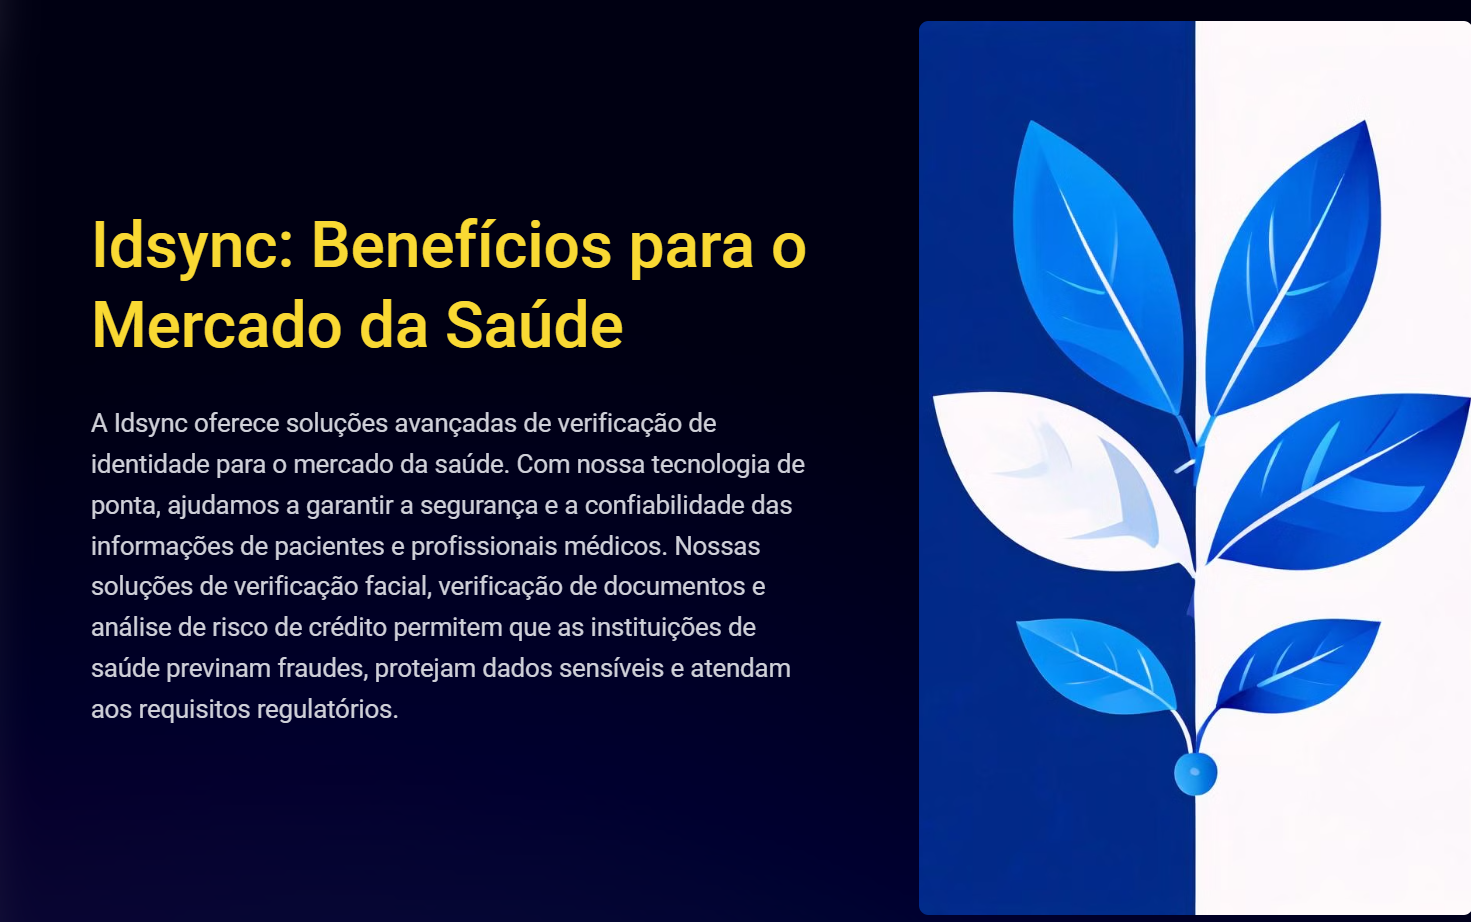 Idsync: Benefícios para o
Mercado da Saúde
A Idsync oferece soluções avançadas de verificação de
identidade para o mercado da saúde. Com nossa tecnologia de
ponta, ajudamos a garantir a segurança e a confiabilidade das
informações de pacientes e profissionais médicos. Nossas
soluções de verificação facial, verificação de documentos e
análise de risco de crédito permitem que as instituições de
saúde previnam fraudes, protejam dados sensíveis e atendam
aos requisitos regulatórios.